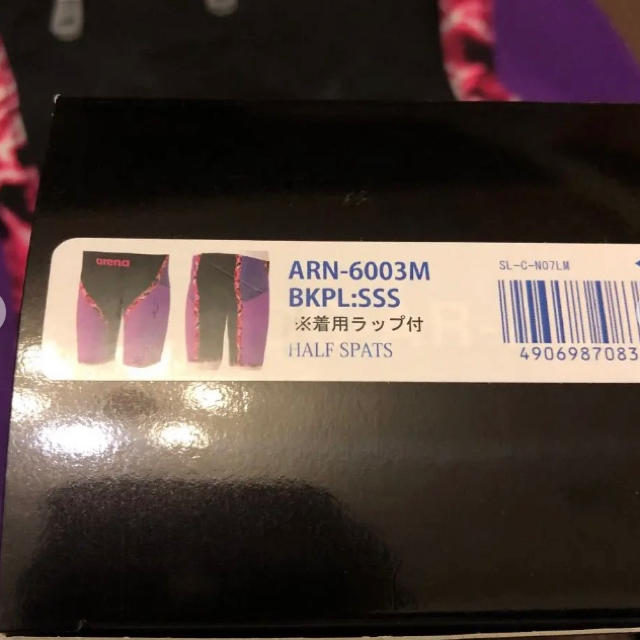 arena
ARN-6003M
BKPL:SSS
※着用ラップ付
HALF SPATS
SL-C-N07LM
4906987083